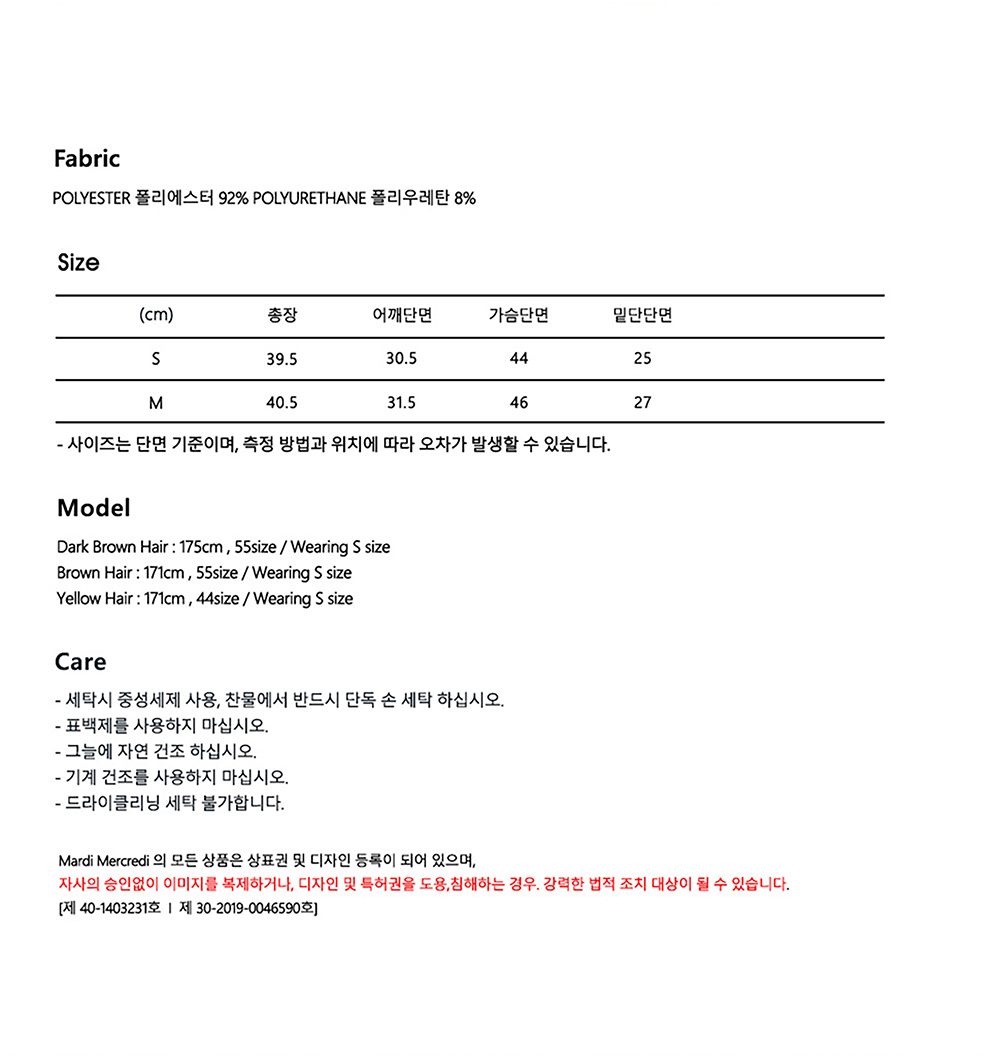 Fabric
POLYESTER 폴리에스터 92% POLYURETHANE 폴리우레탄 8%
Size
(cm) 총장 어깨단면 가슴단면 밑단단면
S 39.5 30.5 44 25
M 40.5 31.5 46 27
- 사이즈는 단면 기준이며, 측정 방법과 위치에 따라 오차가 발생할 수 있습니다.
Model
Dark Brown Hair : 175cm , 55size / Wearing S size
Brown Hair : 171cm , 55size / Wearing S size
Yellow Hair : 171cm , 44size / Wearing S size
Care
- 세탁시 중성세제 사용, 찬물에서 반드시 단독 손 세탁 하십시오.
- 표백제를 사용하지 마십시오.
- 그늘에 자연 건조 하십시오.
- 기계 건조를 사용하지 마십시오.
- 드라이클리닝 세탁 불가합니다.
Mardi Mercredi 의 모든 상품은 상표권 및 디자인 등록이 되어 있으며,
자사의 승인없이 이미지를 복제하거나, 디자인 및 특허권을 도용,침해하는 경우. 강력한 법적 조치 대상이 될 수 있습니다.
[제 40-1403231호 ㅣ 제 30-2019-0046590호]